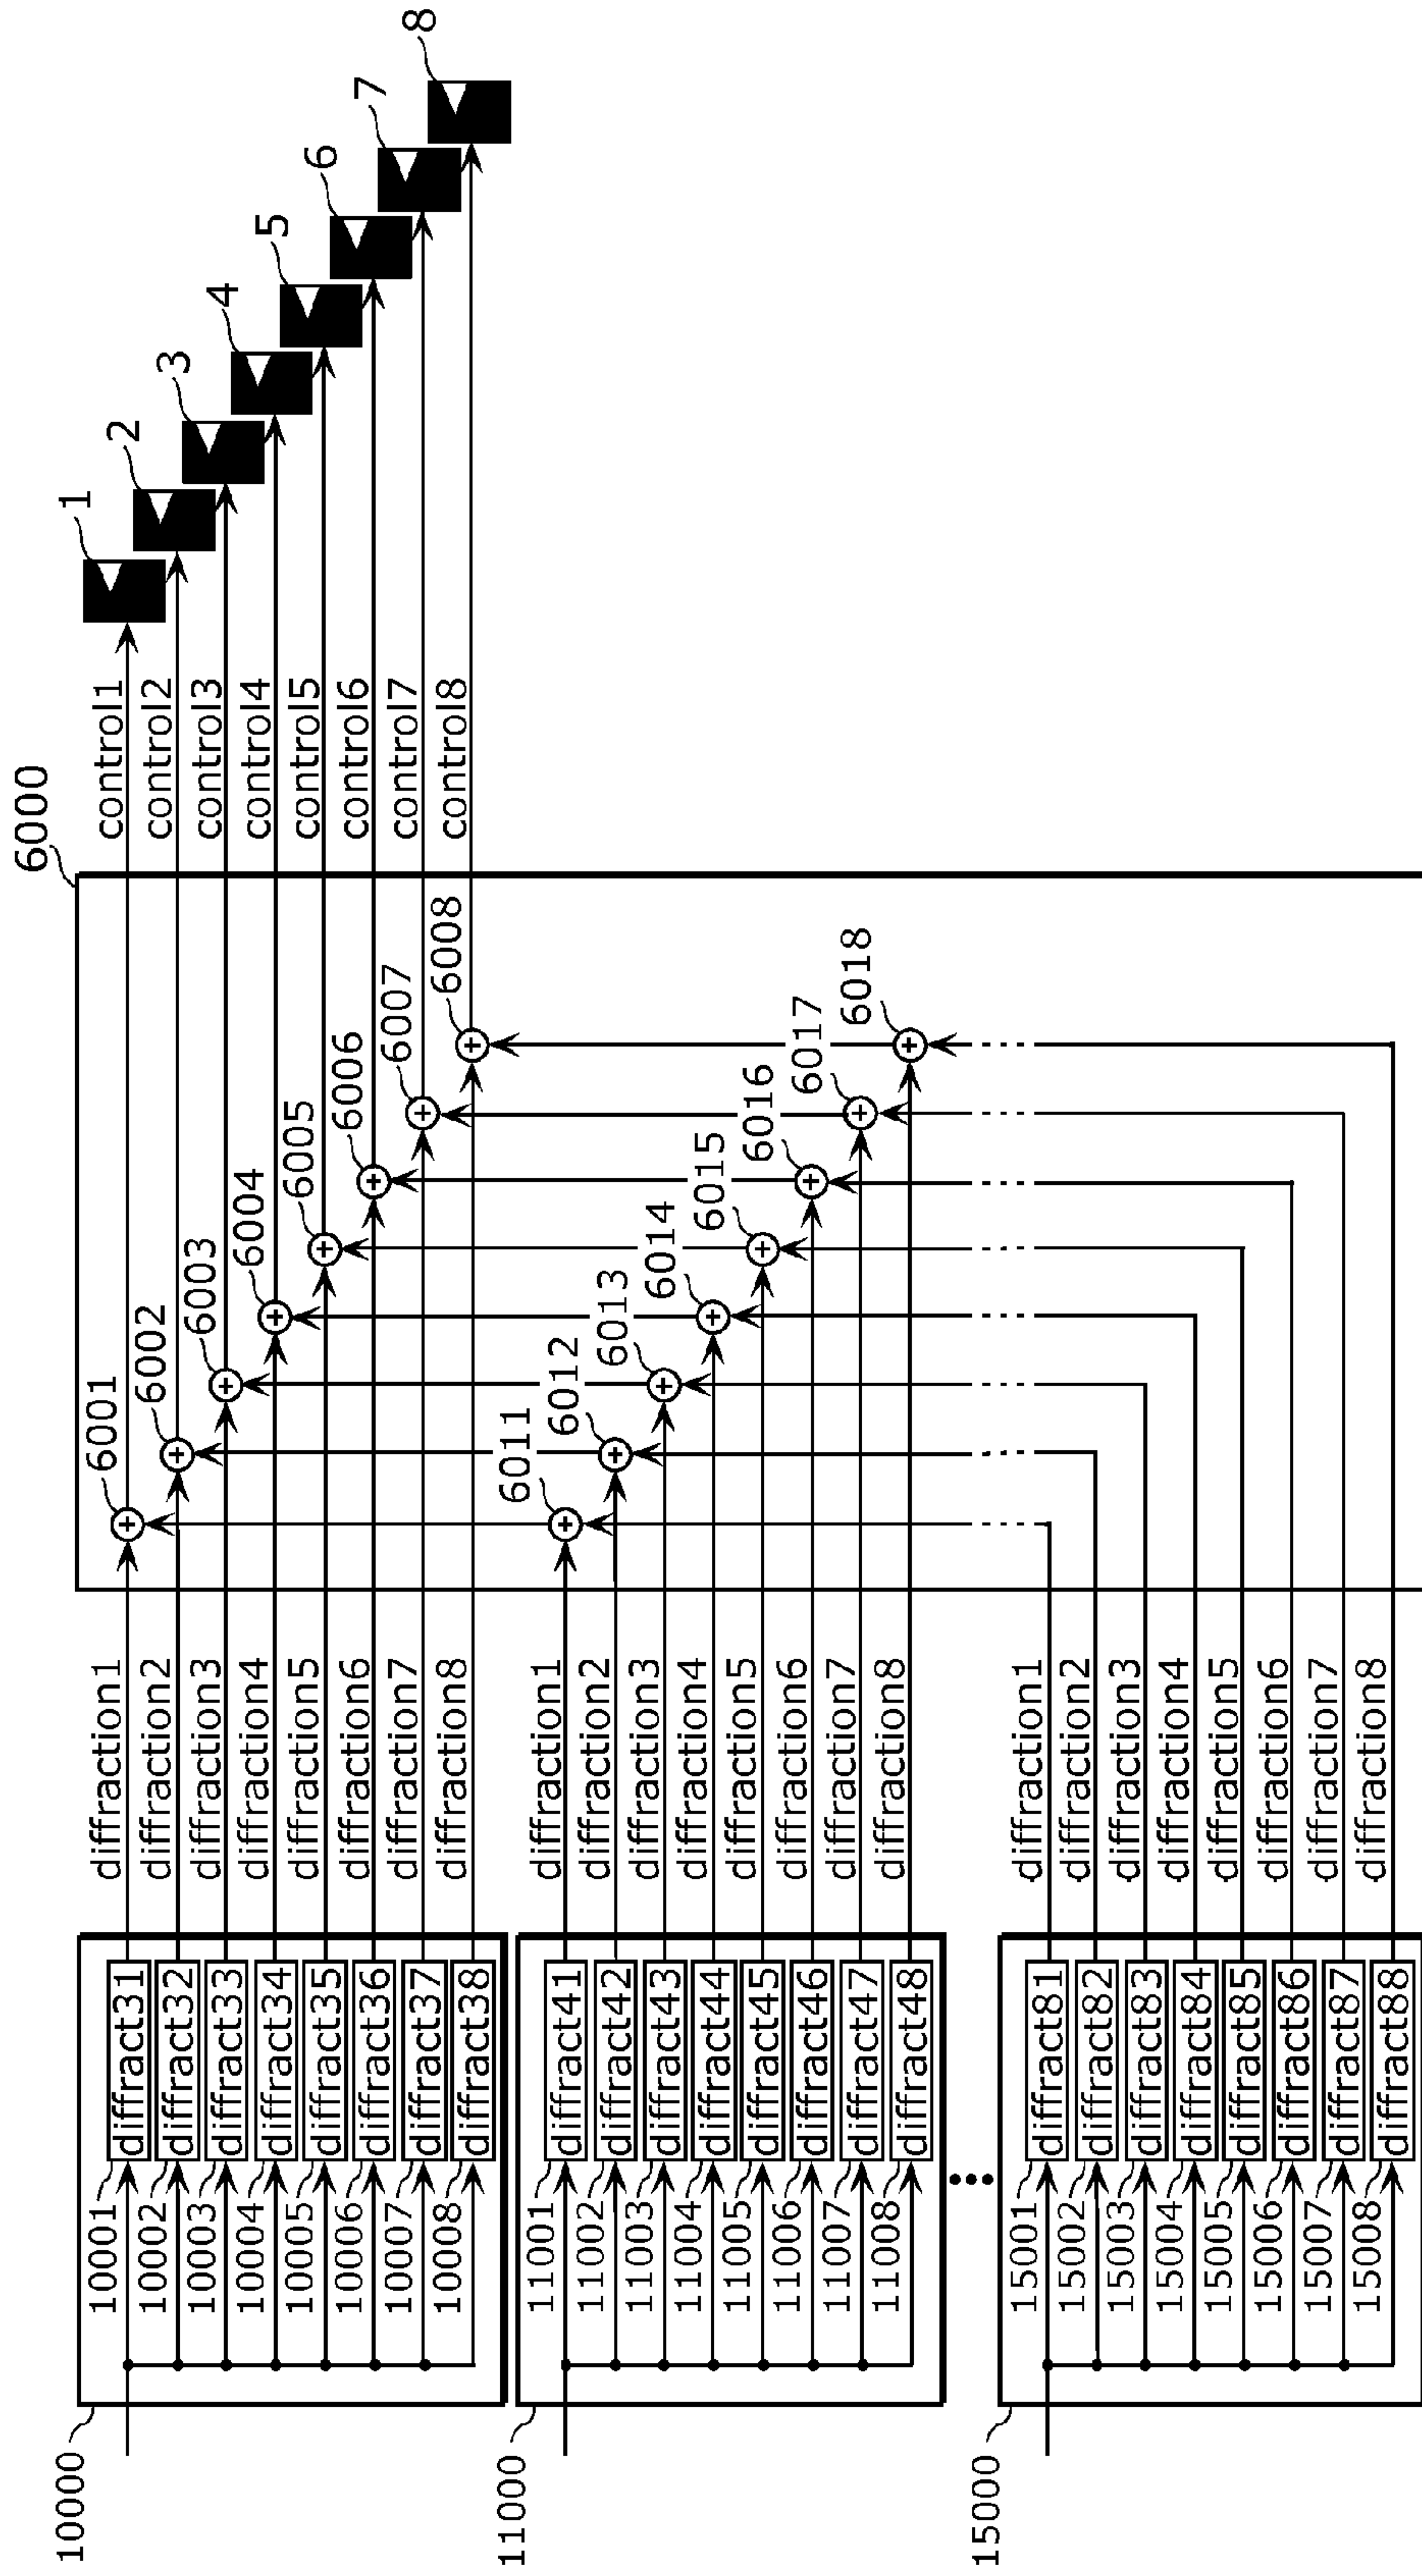 10000
10001 diffract31 diffraction1
10002 diffract32 diffraction2
10003 diffract33 diffraction3
10004 diffract34 diffraction4
10005 diffract35 diffraction5
10006 diffract36 diffraction6
10007 diffract37 diffraction7
10008 diffract38 diffraction8
11000
11001 diffract41 diffraction1
11002 diffract42 diffraction2
11003 diffract43 diffraction3
11004 diffract44 diffraction4
11005 diffract45 diffraction5
11006 diffract46 diffraction6
11007 diffract47 diffraction7
11008 diffract48 diffraction8
15000
15001 diffract81 diffraction1
15002 diffract82 diffraction2
15003 diffract83 diffraction3
15004 diffract84 diffraction4
15005 diffract85 diffraction5
15006 diffract86 diffraction6
15007 diffract87 diffraction7
15008 diffract88 diffraction8
6000
6001
6002
6003
6004
6005
6006
6007
6008
6011
6012
6013
6014
6015
6016
6017
6018
control1
control2
control3
control4
control5
control6
control7
control8
1
2
3
4
5
6
7
8